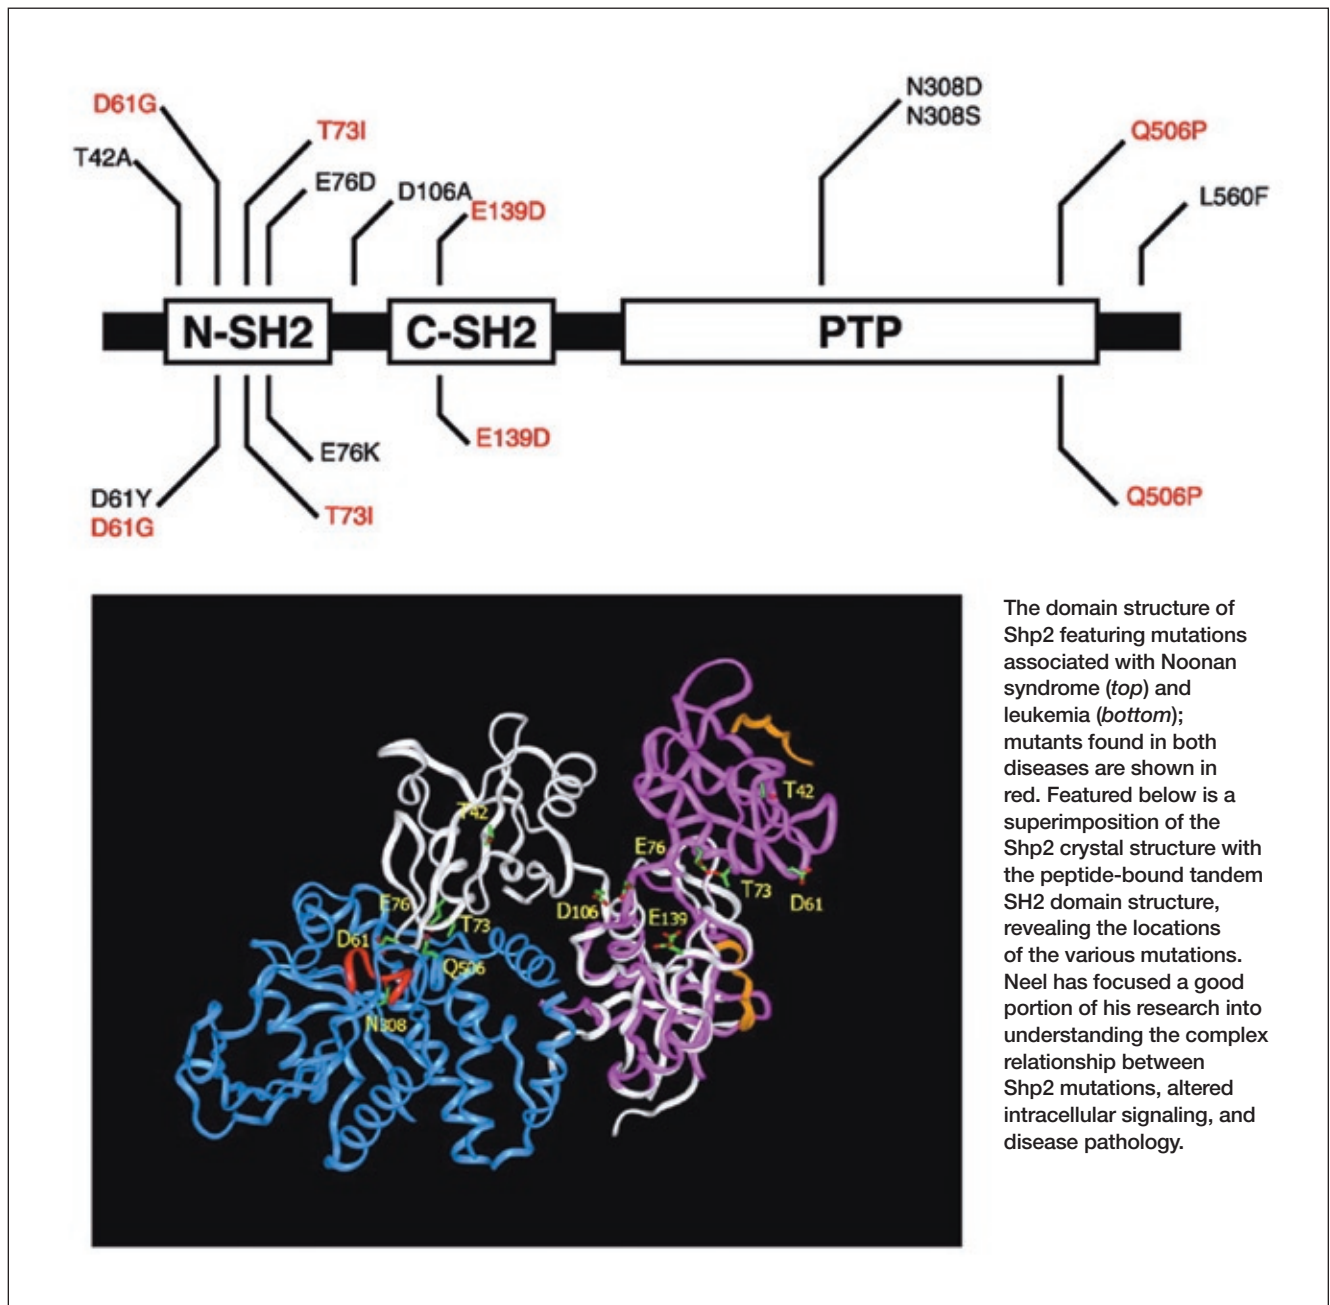 D61G
T42A
T73I
E76D
D106A
E139D
N308D
N308S
Q506P
L560F
N-SH2
C-SH2
PTP
D61Y
D61G
E76K
T73I
E139D
Q506P
T42
E76
D61
T73
Q506
N308
D106
E76
E139
T42
T73
D61
The domain structure of
Shp2 featuring mutations
associated with Noonan
syndrome (top) and
leukemia (bottom);
mutants found in both
diseases are shown in
red. Featured below is a
superimposition of the
Shp2 crystal structure with
the peptide-bound tandem
SH2 domain structure,
revealing the locations
of the various mutations.
Neel has focused a good
portion of his research into
understanding the complex
relationship between
Shp2 mutations, altered
intracellular signaling, and
disease pathology.